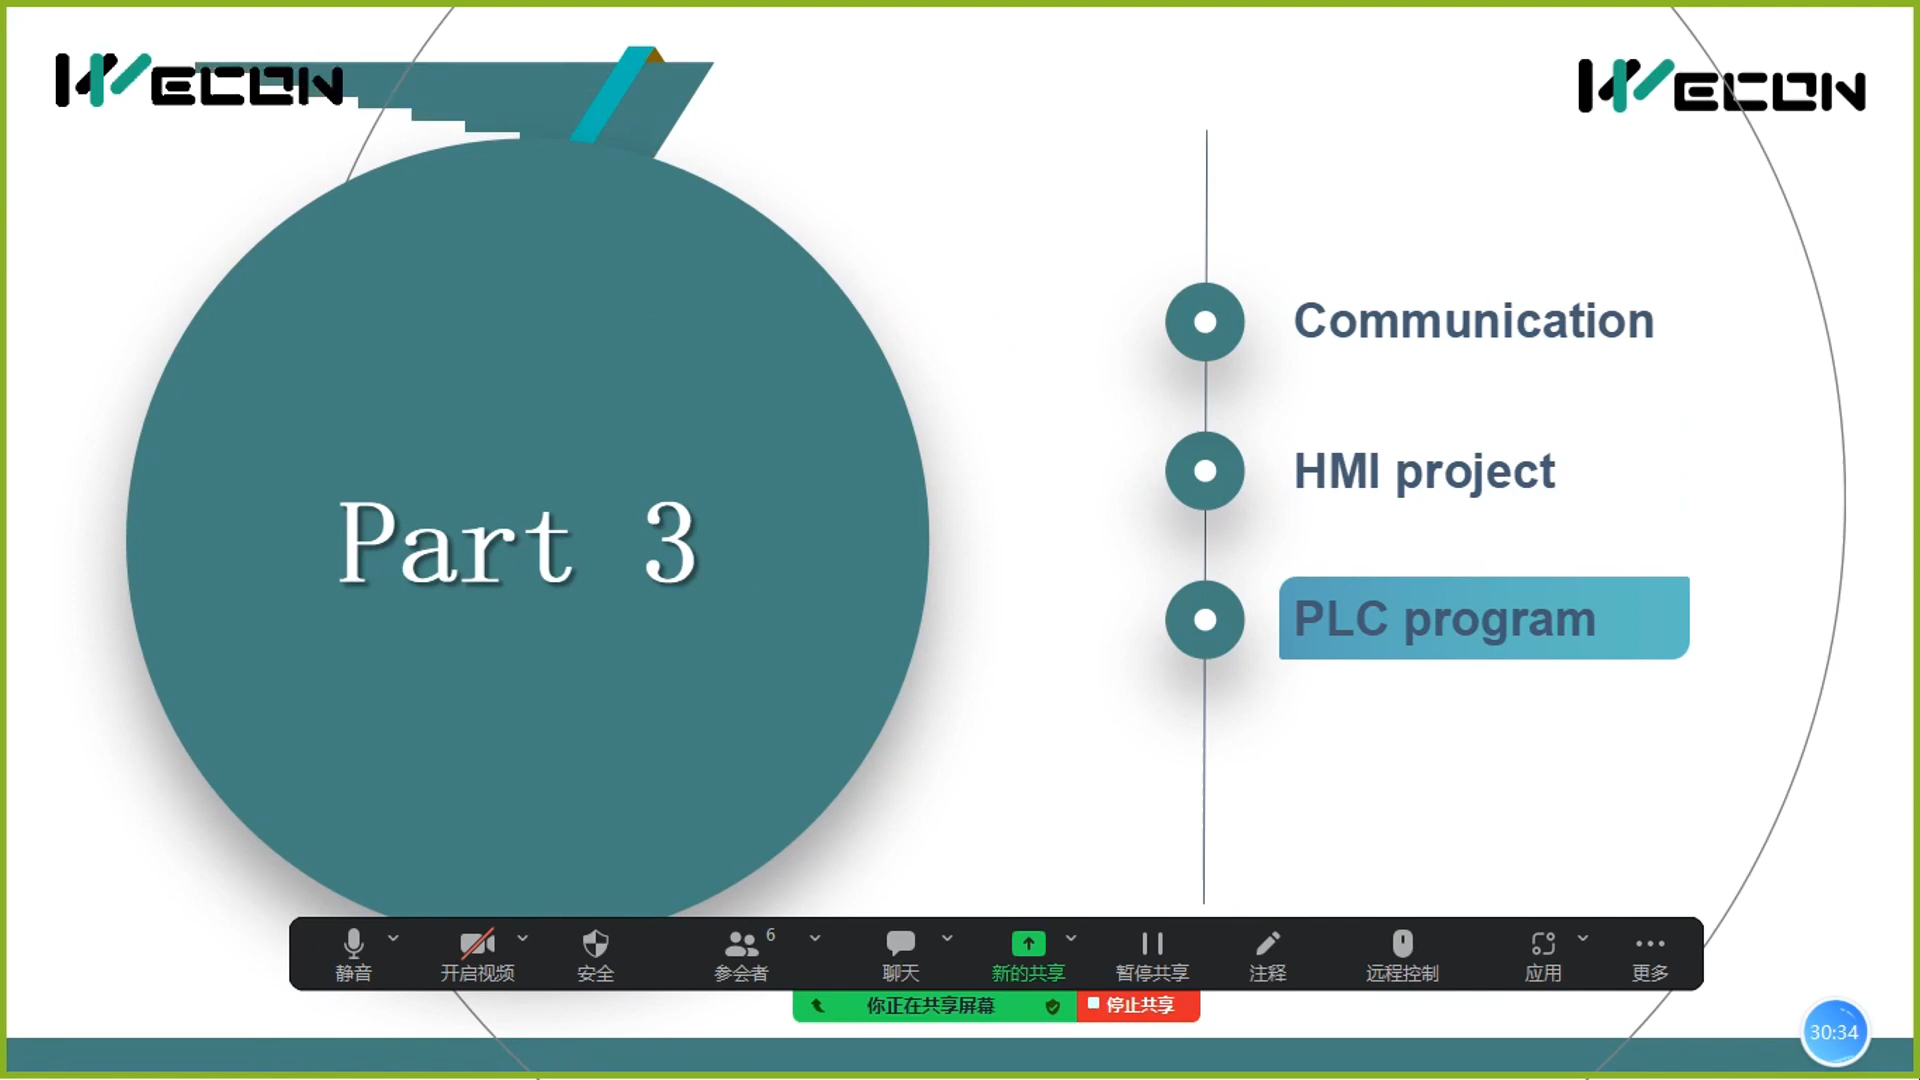 WECON
WECON
Communication
HMI project
PLC program
Part 3
6
静音
开启视频
安全
参会者
聊天
新的共享
暂停共享
注释
远程控制
应用
更多
你正在共享屏幕
停止共享
30:34